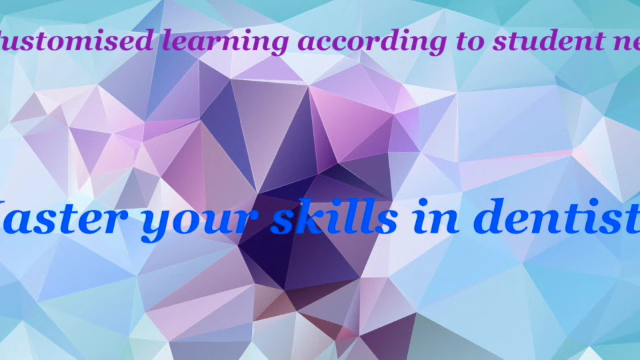 ustomised learning according to student ne
aster your skills in dentist